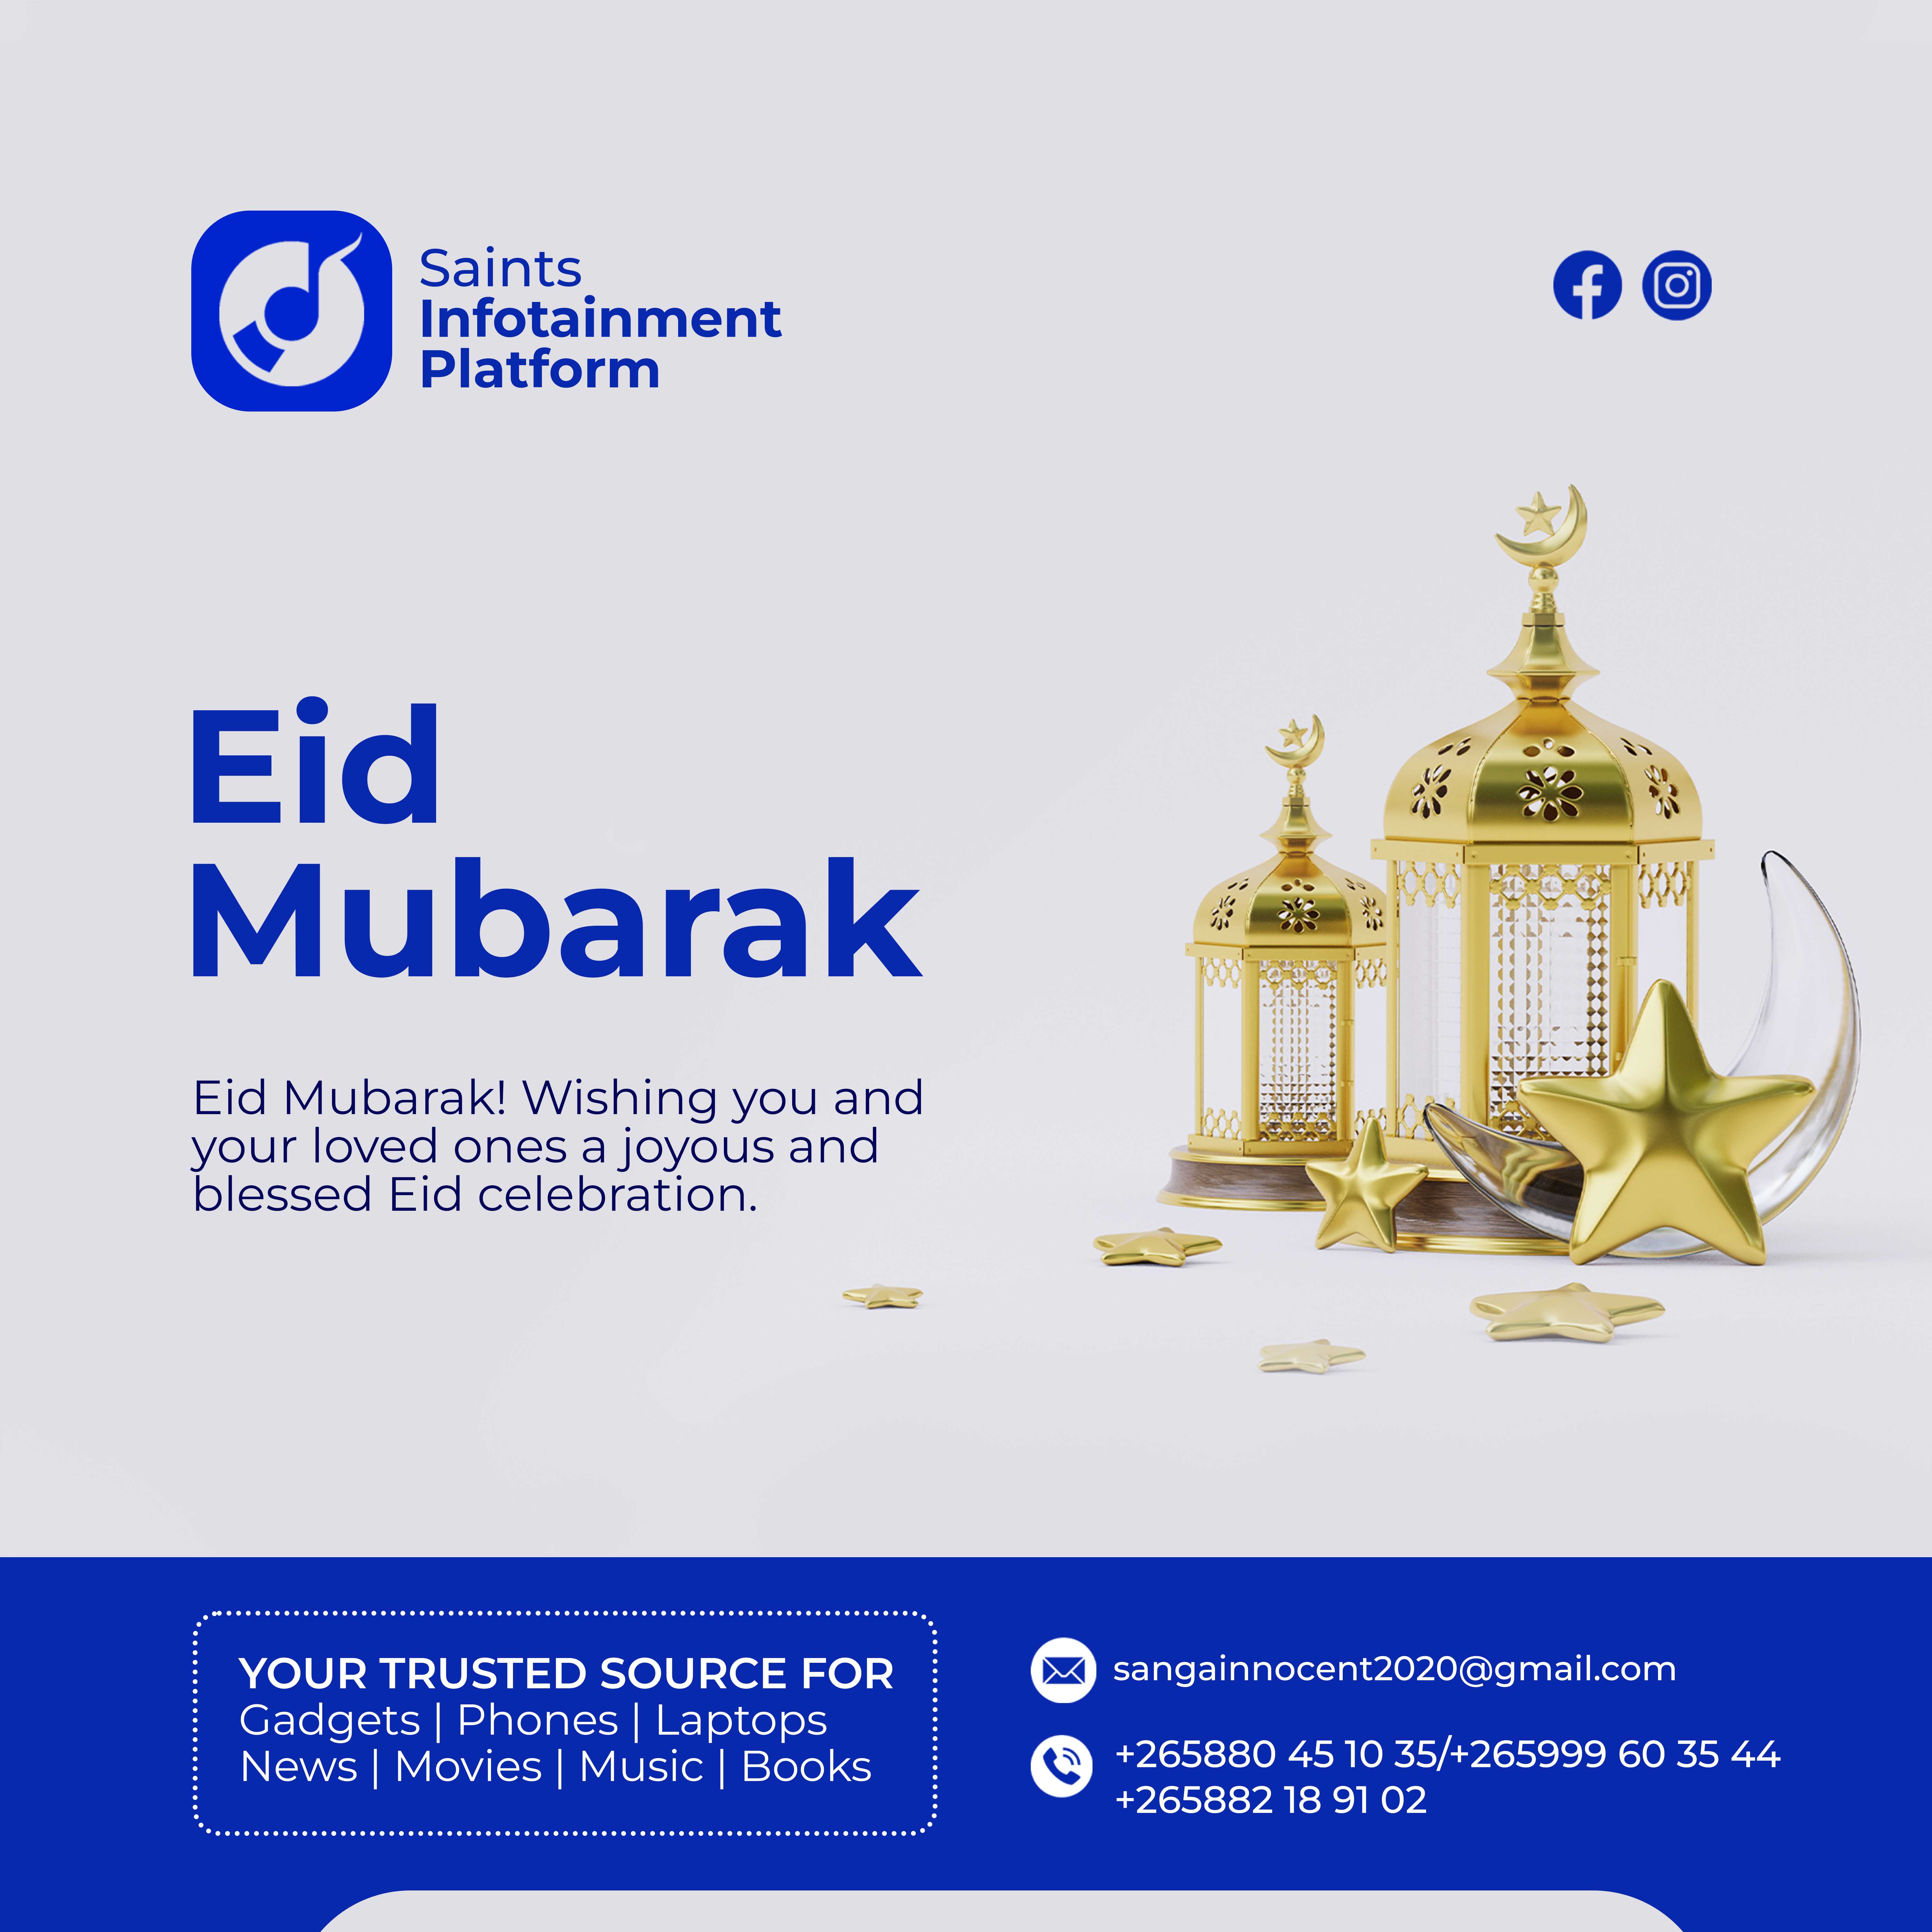 Saints
Infotainment
Platform
Eid
Mubarak
Eid Mubarak! Wishing you and
your loved ones a joyous and
blessed Eid celebration.
YOUR TRUSTED SOURCE FOR
Gadgets | Phones | Laptops
News | Movies | Music | Books
sangainnocent2020@gmail.com
+265880 45 10 35/+265999 60 35 44
+265882 18 91 02